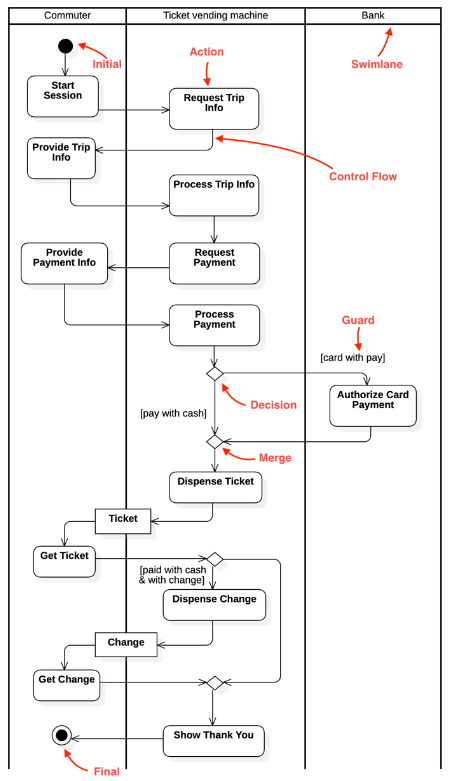 Commuter
Ticket vending machine
Bank
Initial
Action
Swimlane
Start
Session
Request Trip
Info
Provide Trip
Info
Control Flow
Process Trip Info
Provide
Payment Info
Request
Payment
Process
Payment
Guard
[card with pay]
Authorize Card
Payment
Decision
[pay with cash]
Merge
Dispense Ticket
Ticket
Get Ticket
[paid with cash
& with change]
Dispense Change
Change
Get Change
Show Thank You
Final